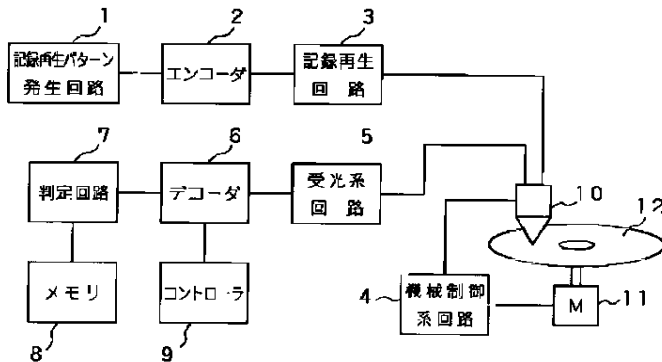 1
2
3
記録再生パターン
発生回路
エンコーダ
記録再生
回路
7
6
5
判定回路
デコーダ
受光系
回路
10
12
メモリ
コントローラ
4
機械制御
系回路
M
11
8
9